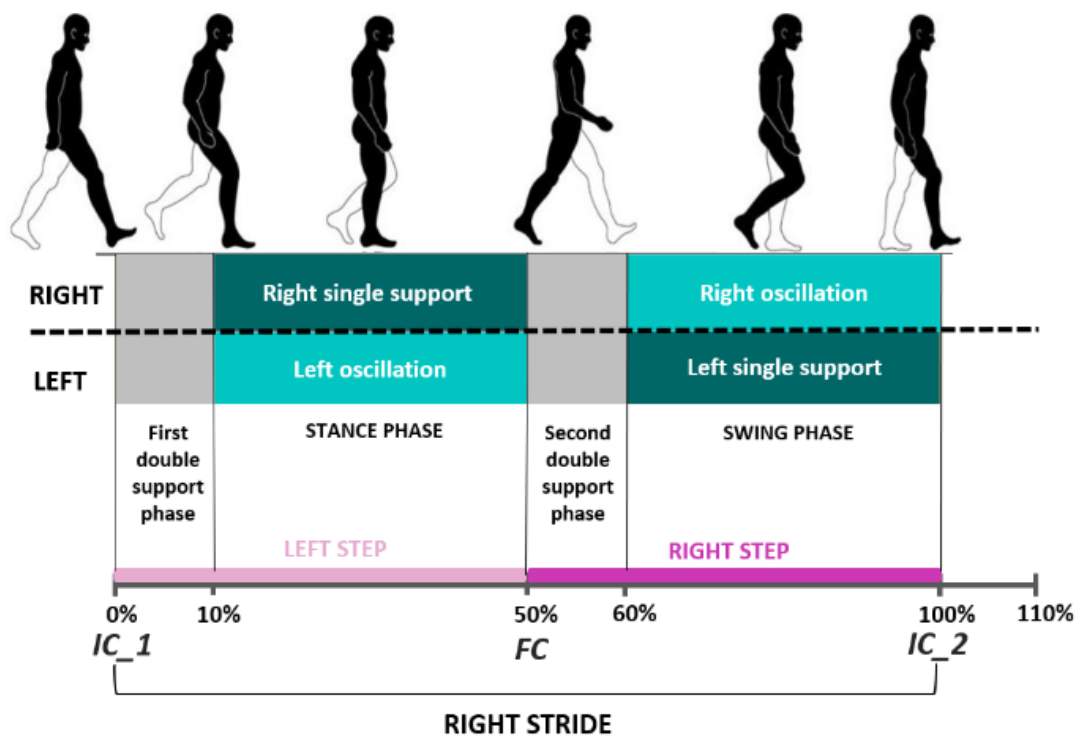 RIGHT
Right single support
Right oscillation
LEFT
Left oscillation
Left single support
First
double
support
phase
STANCE PHASE
Second
double
support
phase
SWING PHASE
LEFT STEP
RIGHT STEP
0%
10%
50%
60%
100%
110%
IC_1
FC
IC_2
RIGHT STRIDE